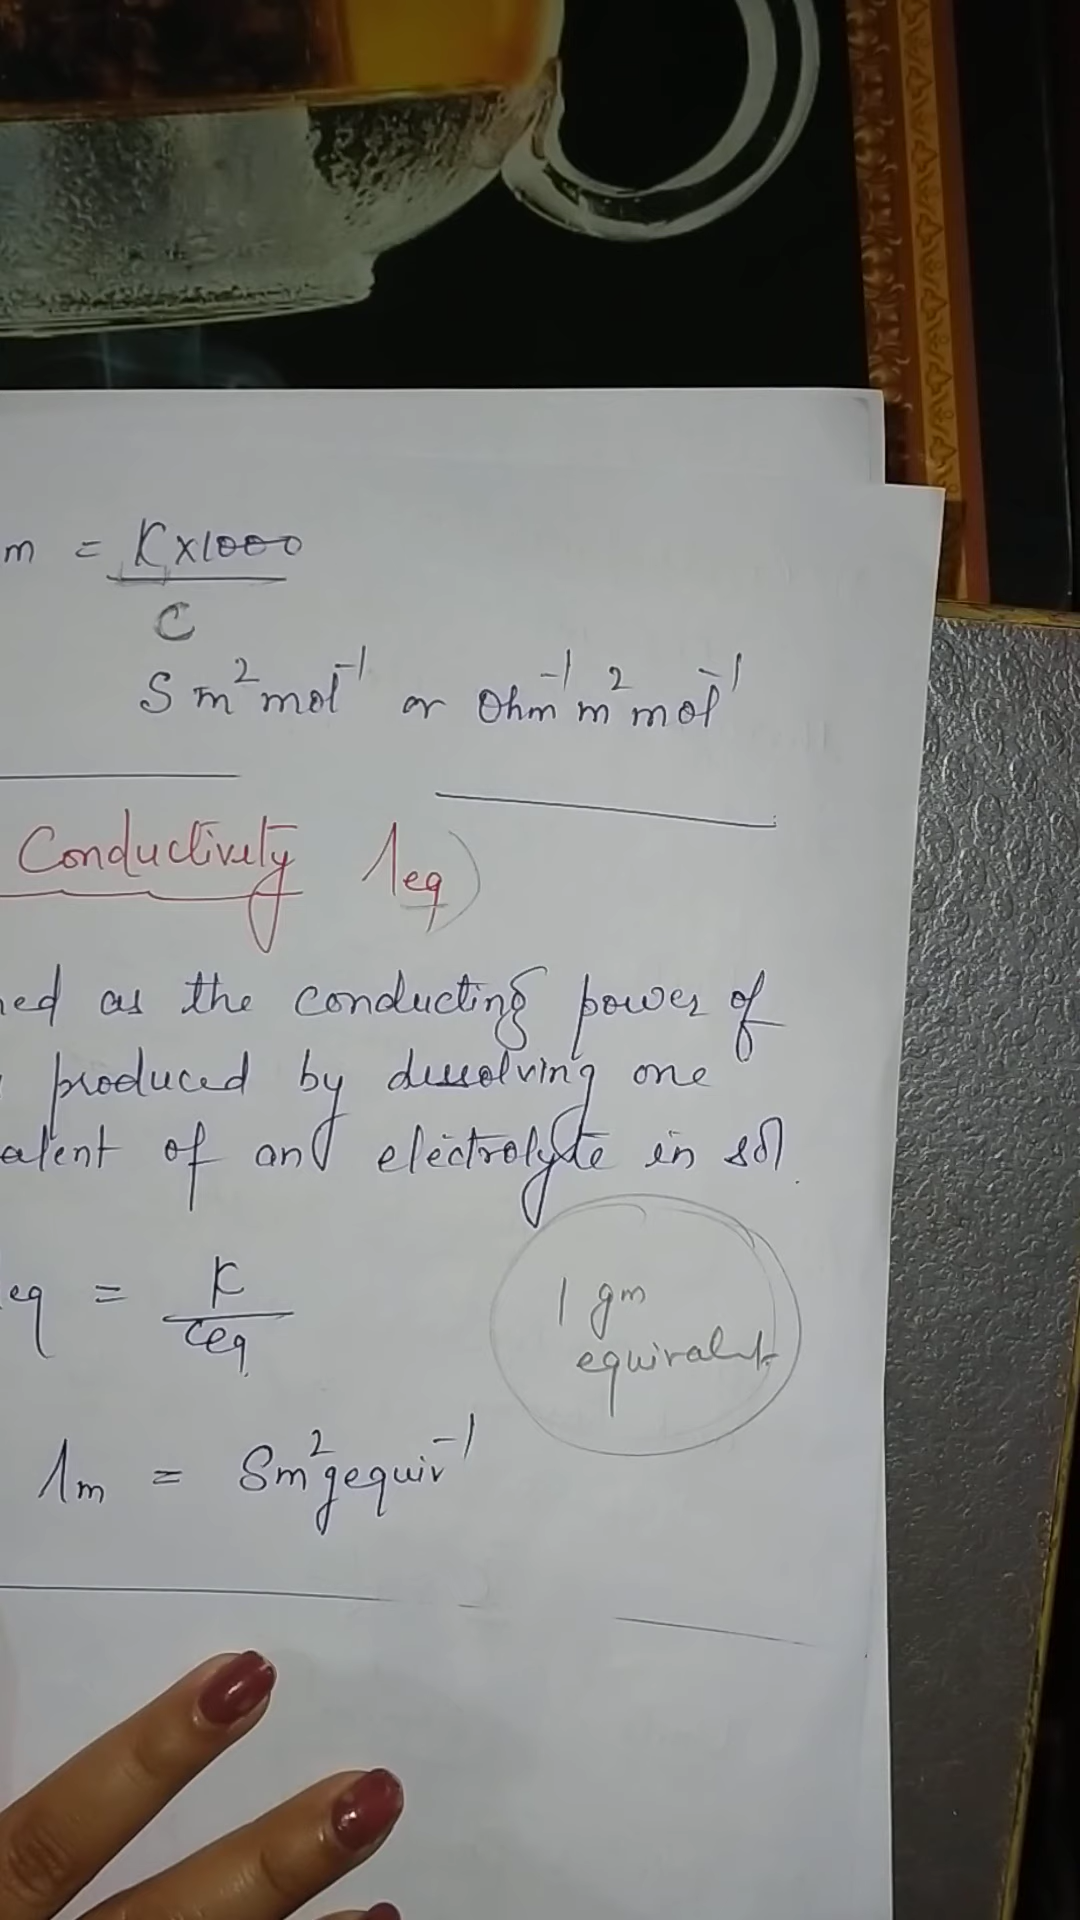 m = K×1000
C
S m² mol⁻¹ or Ohm⁻¹ m² mol⁻¹
Conductivity Λeq)
ned as the conducting power of
produced by dissolving one
alent of an electrolyte in sol
eq = K
Ceq
1 gm
equivalent
Λm = Sm² gequiv⁻¹